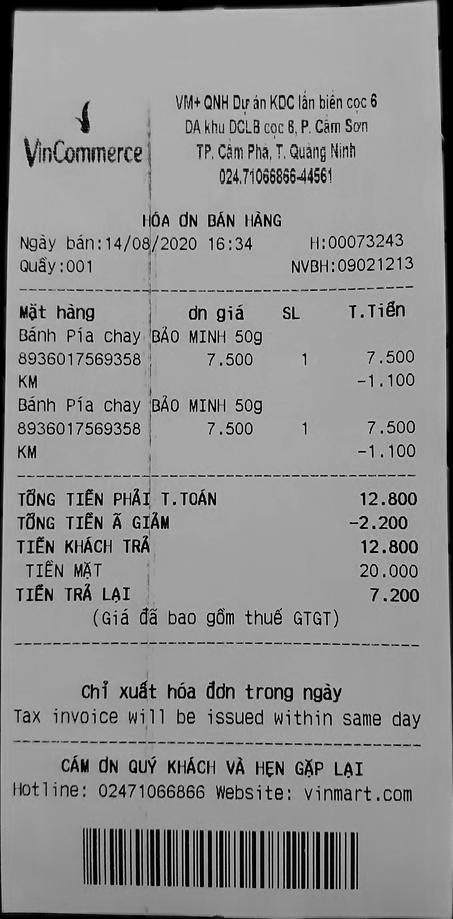 VinCommerce
VM+ QNH Dự án KDC lấn biển cọc 6
DA khu DCLB cọc 6, P. Cẩm Sơn
TP. Cẩm Phả, T. Quảng Ninh
024.71066866-44561
HÓA ƠN BÁN HÀNG
Ngày bán:14/08/2020 16:34 H:00073243
Quầy:001 NVBH:09021213
Mặt hàng ơn giá SL T.Tiền
Bánh Pía chay BẢO MINH 50g
8936017569358 7.500 1 7.500
KM -1.100
Bánh Pía chay BẢO MINH 50g
8936017569358 7.500 1 7.500
KM -1.100
TỔNG TIỀN PHẢI T.TOÁN 12.800
TỔNG TIỀN Ã GIẢM -2.200
TIỀN KHÁCH TRẢ 12.800
TIỀN MẶT 20.000
TIỀN TRẢ LẠI 7.200
(Giá đã bao gồm thuế GTGT)
Chỉ xuất hóa đơn trong ngày
Tax invoice will be issued within same day
CÁM ƠN QUÝ KHÁCH VÀ HẸN GẶP LẠI
Hotline: 02471066866 Website: vinmart.com